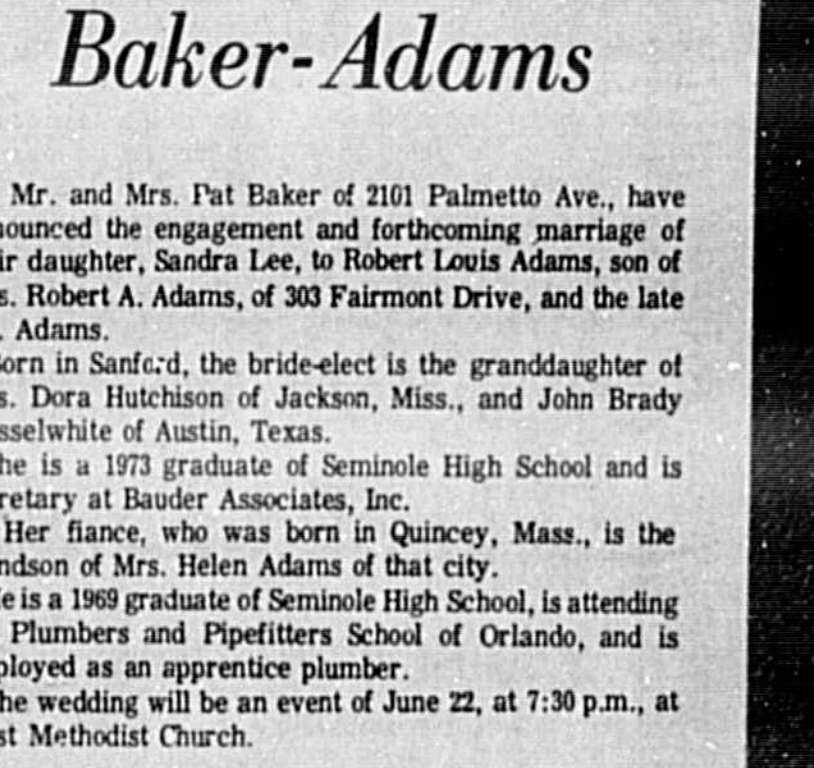 Baker-Adams
Mr. and Mrs. Pat Baker of 2101 Palmetto Ave., have
nounced the engagement and forthcoming marriage of
ir daughter, Sandra Lee, to Robert Louis Adams, son of
s. Robert A. Adams, of 303 Fairmont Drive, and the late
. Adams.
orn in Sanford, the bride-elect is the granddaughter of
s. Dora Hutchison of Jackson, Miss., and John Brady
sselwhite of Austin, Texas.
he is a 1973 graduate of Seminole High School and is
retary at Bauder Associates, Inc.
Her fiance, who was born in Quincey, Mass., is the
ndson of Mrs. Helen Adams of that city.
e is a 1969 graduate of Seminole High School, is attending
Plumbers and Pipefitters School of Orlando, and is
ployed as an apprentice plumber.
he wedding will be an event of June 22, at 7:30 p.m., at
st Methodist Church.